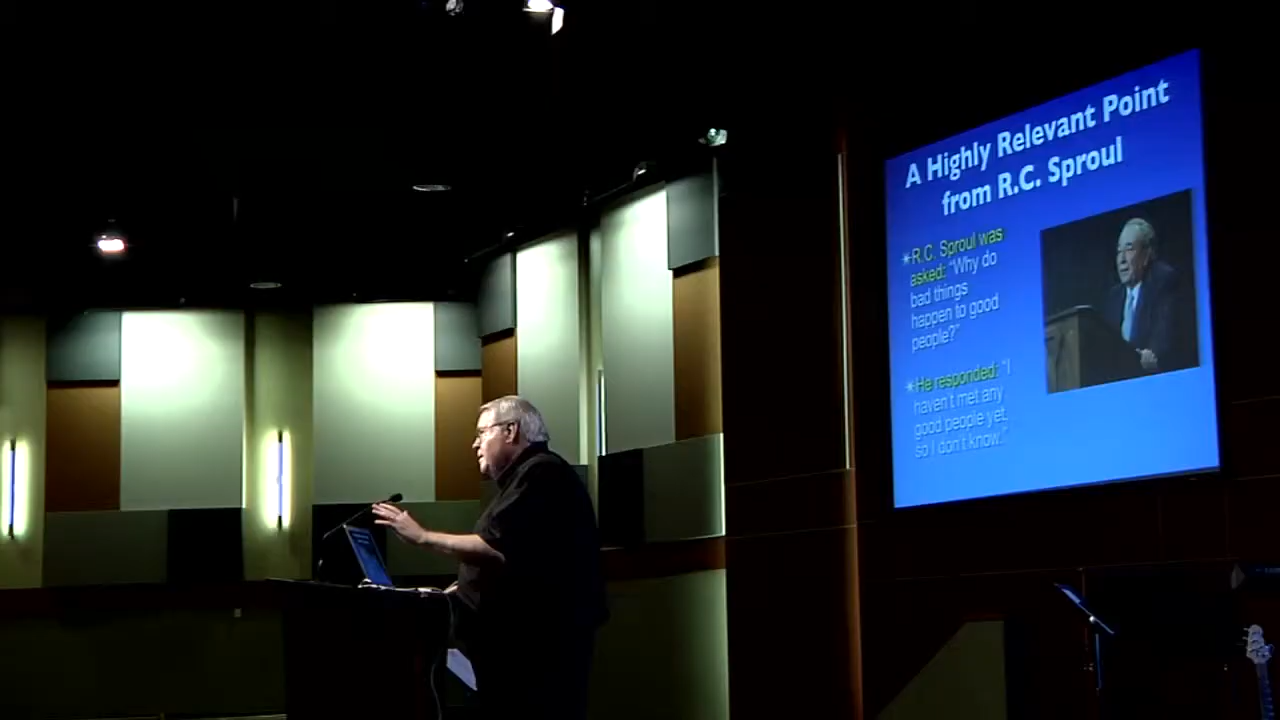 A Highly Relevant Point
from R.C. Sproul
✴R.C. Sproul was
asked: "Why do
bad things
happen to good
people?"
✴He responded: "I
haven't met any
good people yet,
so I don't know."